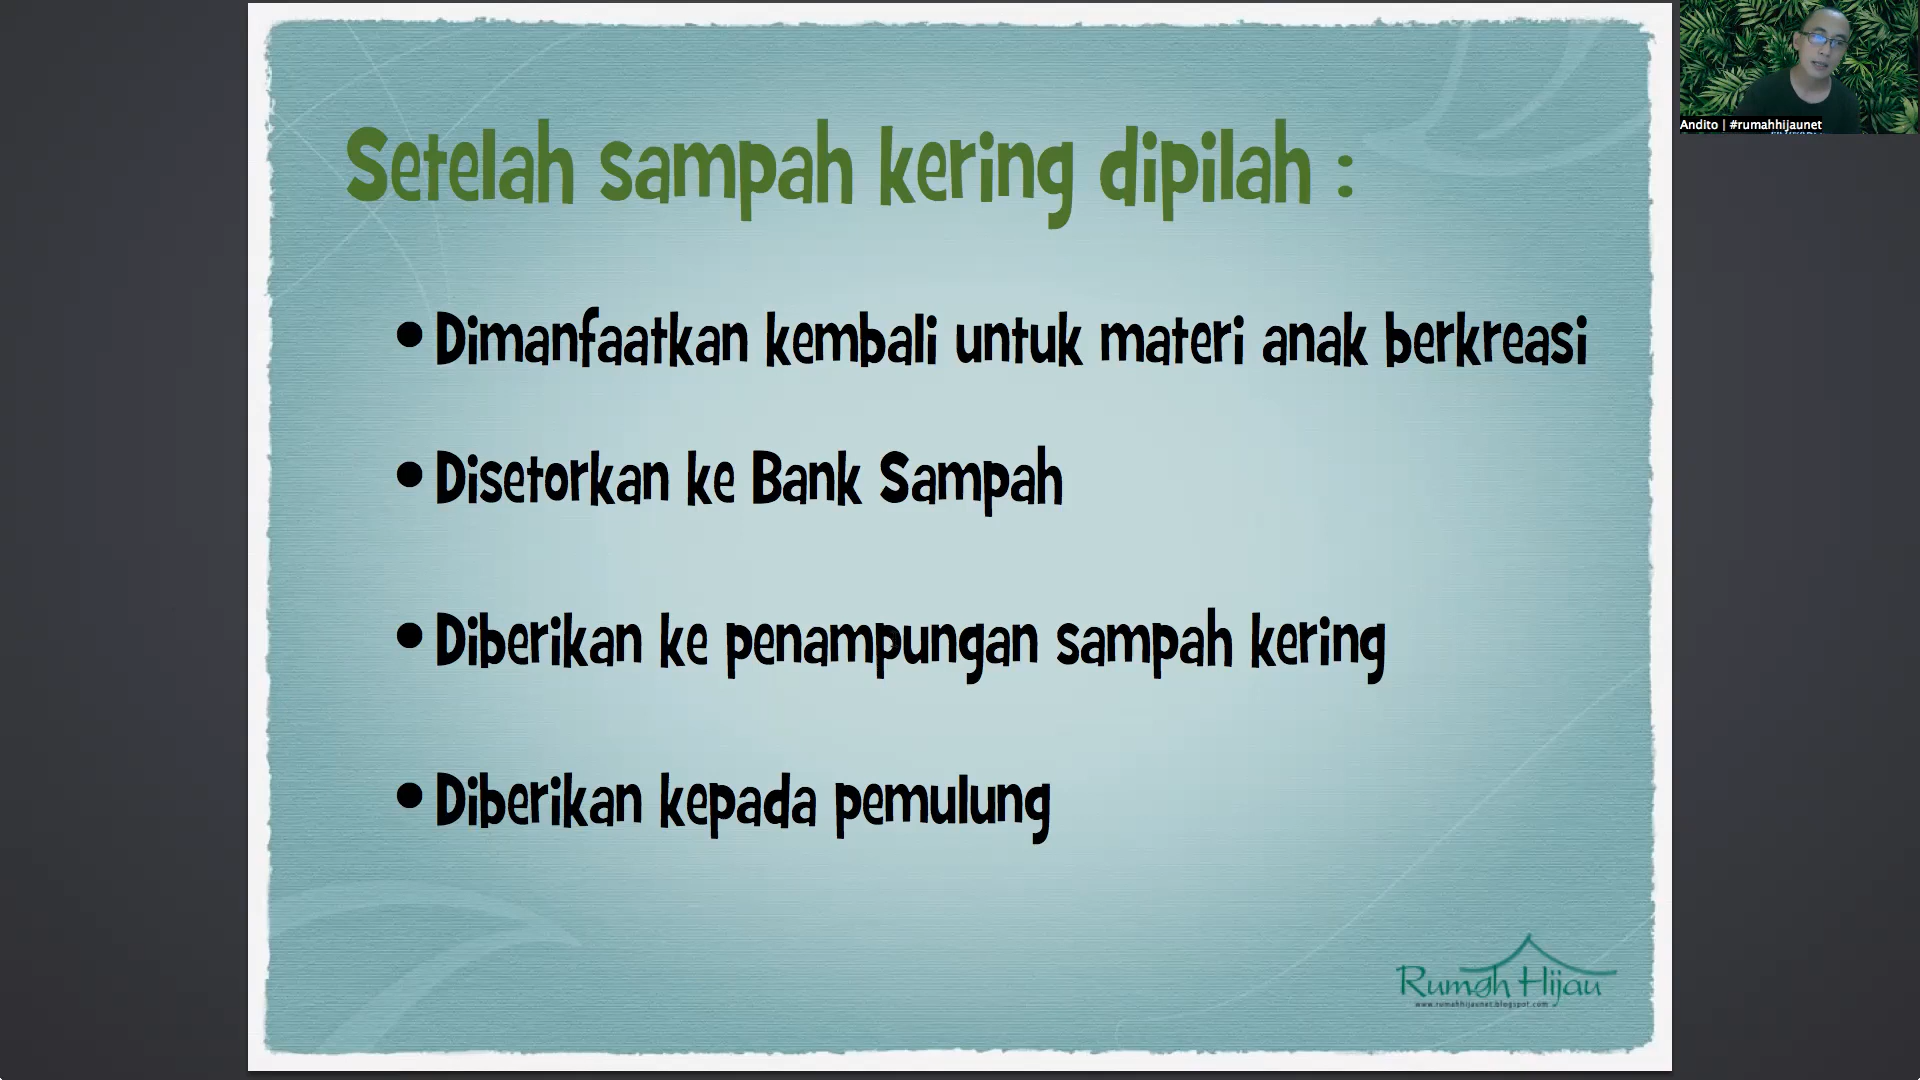 Setelah sampah kering dipilah :
• Dimanfaatkan kembali untuk materi anak berkreasi
• Disetorkan ke Bank Sampah
• Diberikan ke penampungan sampah kering
• Diberikan kepada pemulung
Rumah Hijau
www.rumahhijaunet.blogspot.com
Andito | #rumahhijaunet